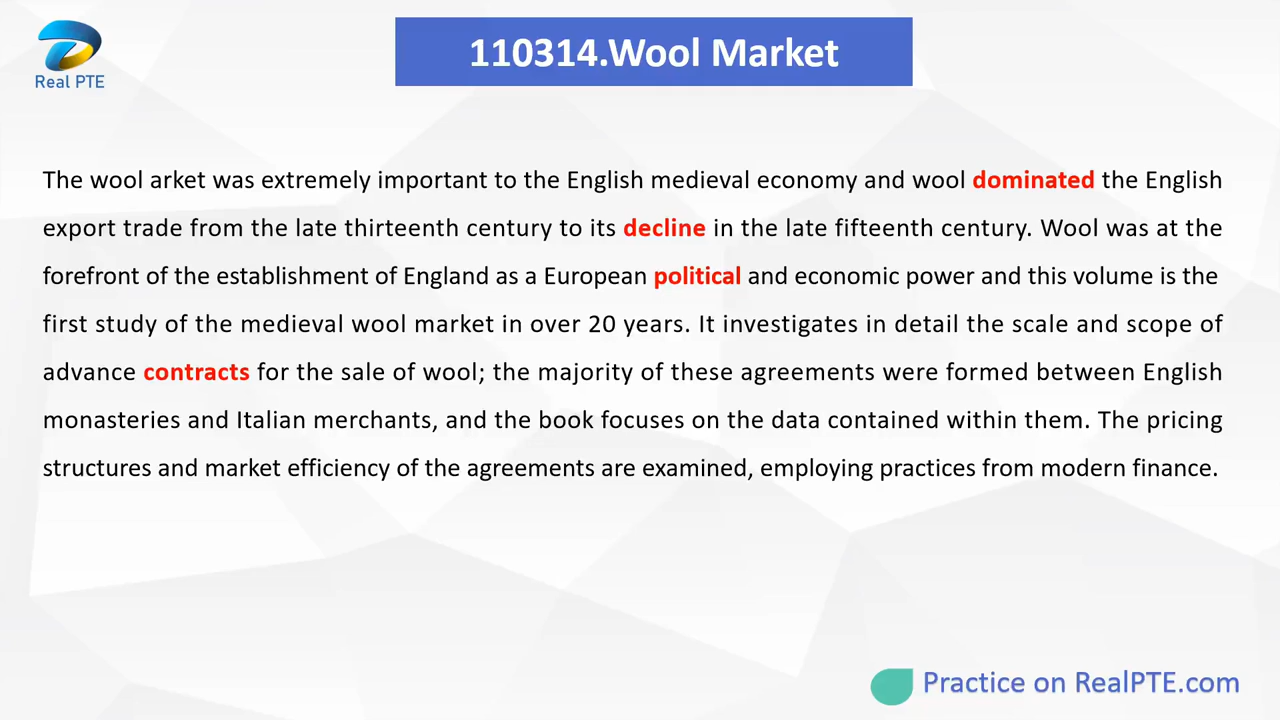 Real PTE
110314.Wool Market
The wool arket was extremely important to the English medieval economy and wool dominated the English
export trade from the late thirteenth century to its decline in the late fifteenth century. Wool was at the
forefront of the establishment of England as a European political and economic power and this volume is the
first study of the medieval wool market in over 20 years. It investigates in detail the scale and scope of
advance contracts for the sale of wool; the majority of these agreements were formed between English
monasteries and Italian merchants, and the book focuses on the data contained within them. The pricing
structures and market efficiency of the agreements are examined, employing practices from modern finance.
Practice on RealPTE.com